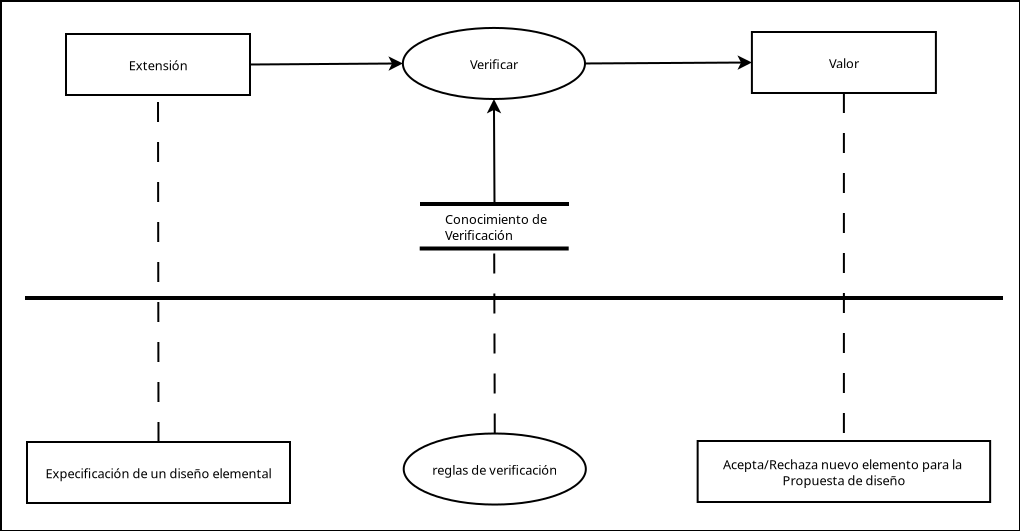 Extensión
Verificar
Valor
Conocimiento de
Verificación
Expecificación de un diseño elemental
reglas de verificación
Acepta/Rechaza nuevo elemento para la
Propuesta de diseño